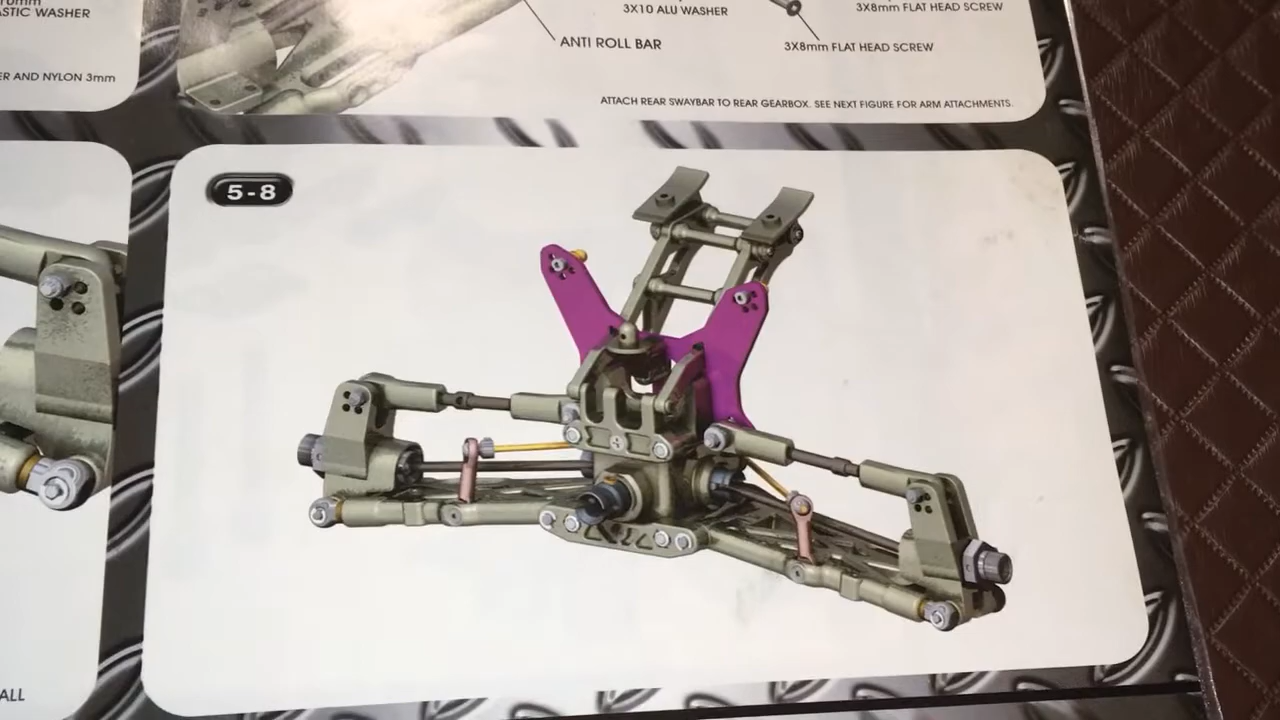 ASTIC WASHER
ER AND NYLON 3mm
3X10 ALU WASHER
3X8mm FLAT HEAD SCREW
ANTI ROLL BAR
3X8mm FLAT HEAD SCREW
ATTACH REAR SWAYBAR TO REAR GEARBOX. SEE NEXT FIGURE FOR ARM ATTACHMENTS.
5-8
ALL